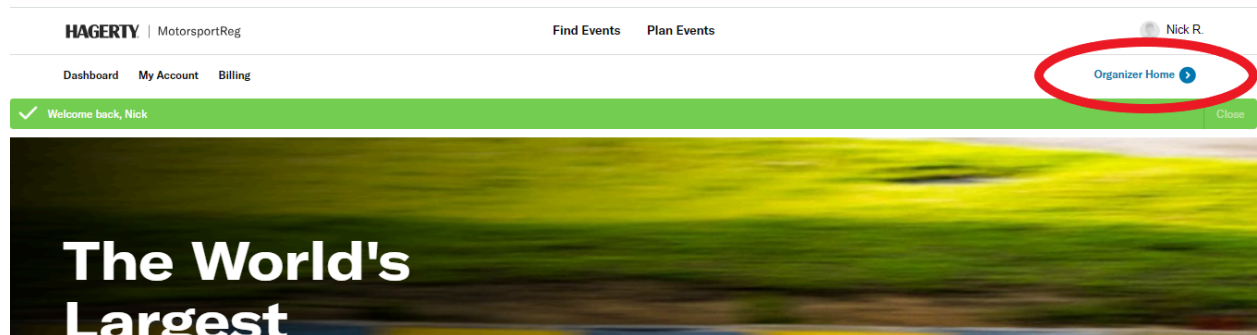 HAGERTY | MotorsportReg
Find Events Plan Events
Nick R.
Dashboard My Account Billing
Organizer Home
Welcome back, Nick
Close
The World's
Largest